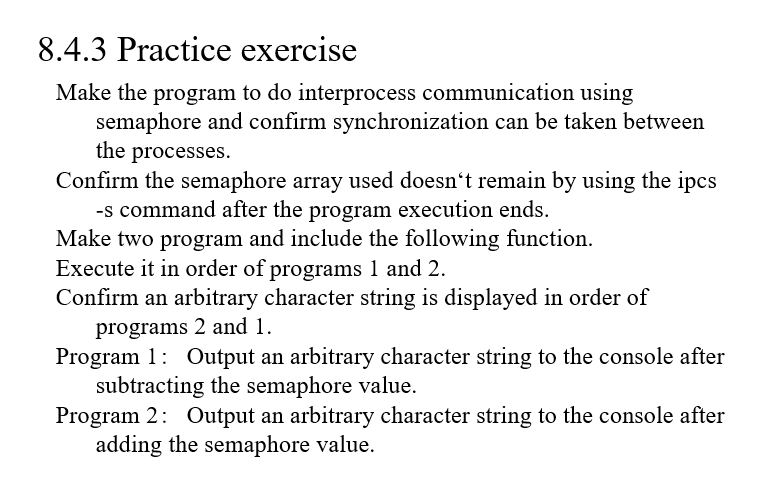 8.4.3 Practice exercise
Make the program to do interprocess communication using
semaphore and confirm synchronization can be taken between
the processes.
Confirm the semaphore array used doesn‘t remain by using the ipcs
-s command after the program execution ends.
Make two program and include the following function.
Execute it in order of programs 1 and 2.
Confirm an arbitrary character string is displayed in order of
programs 2 and 1.
Program 1: Output an arbitrary character string to the console after
subtracting the semaphore value.
Program 2: Output an arbitrary character string to the console after
adding the semaphore value.